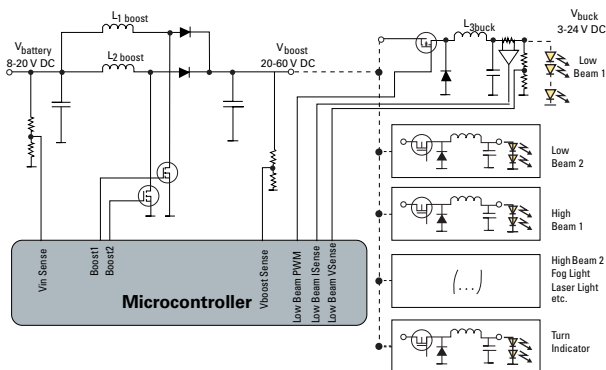 L1 boost
L2 boost
Vbattery
8-20 V DC
Vboost
20-60 V DC
L3buck
Vbuck
3-24 V DC
Low
Beam 1
Low
Beam 2
High
Beam 1
High Beam 2
Fog Light
Laser Light
etc.
(...)
Turn
Indicator
Vin Sense
Boost1
Boost2
Vboost Sense
Low Beam PWM
Low Beam ISense
Low Beam VSense
Microcontroller